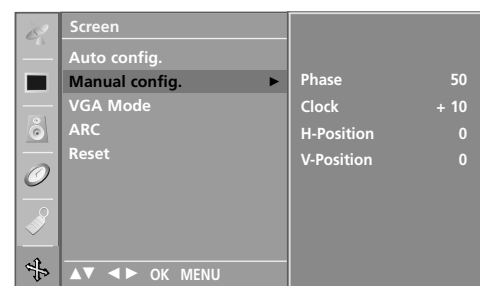 Screen
Auto config.
Manual config. ►
VGA Mode
ARC
Reset
▲▼ ◄► OK MENU
Phase 50
Clock + 10
H-Position 0
V-Position 0